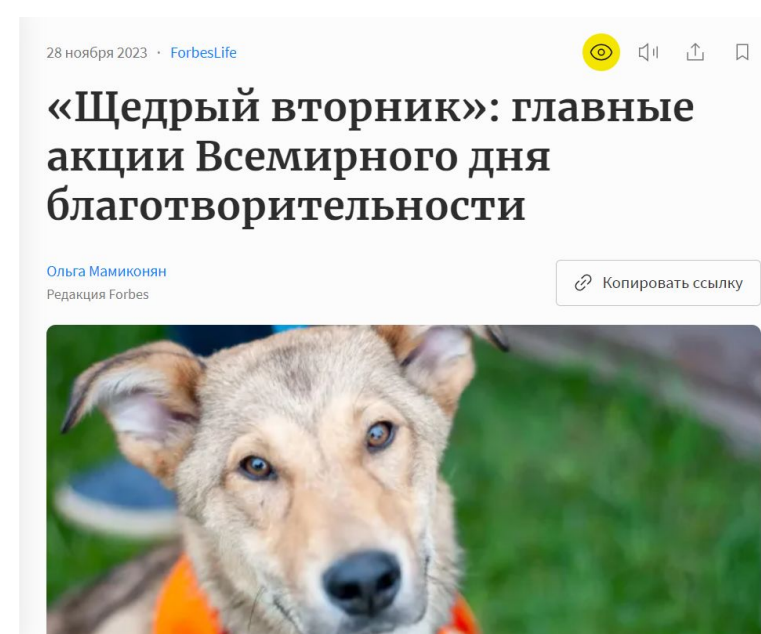 28 ноября 2023 · ForbesLife
«Щедрый вторник»: главные
акции Всемирного дня
благотворительности
Ольга Мамиконян
Редакция Forbes
Копировать ссылку